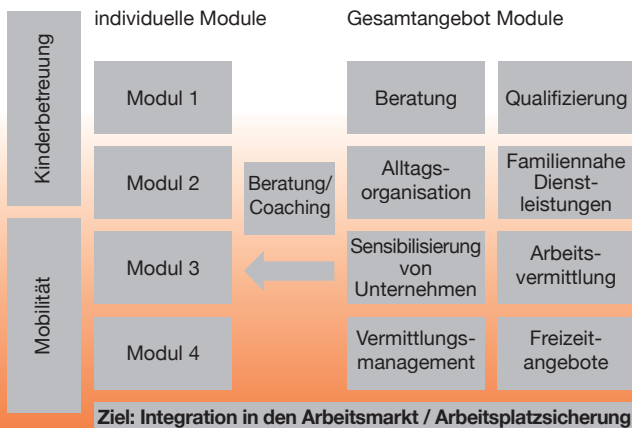 individuelle Module
Gesamtangebot Module
Kinderbetreuung
Mobilität
Modul 1
Modul 2
Modul 3
Modul 4
Beratung/
Coaching
Beratung
Qualifizierung
Alltags-
organisation
Familiennahe
Dienst-
leistungen
Sensibilisierung
von
Unternehmen
Arbeits-
vermittlung
Vermittlungs-
management
Freizeit-
angebote
Ziel: Integration in den Arbeitsmarkt / Arbeitsplatzsicherung